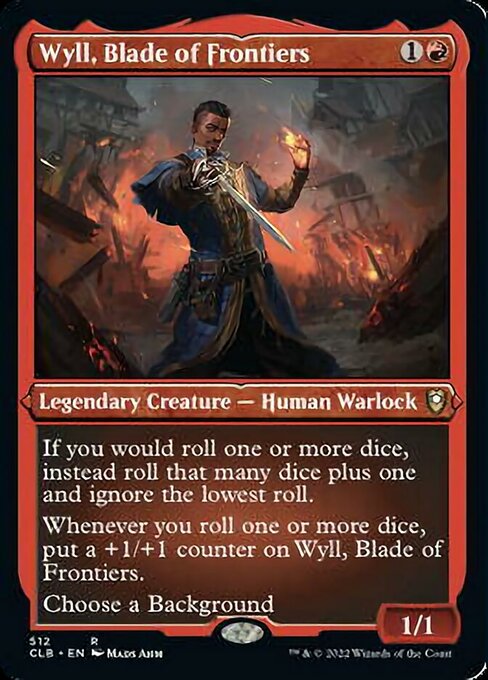 Wyll, Blade of Frontiers 1
Legendary Creature — Human Warlock
If you would roll one or more dice,
instead roll that many dice plus one
and ignore the lowest roll.
Whenever you roll one or more dice,
put a +1/+1 counter on Wyll, Blade of
Frontiers.
Choose a Background
1/1
512 R
CLB • EN Mads Ahm
™ & © 2022 Wizards of the Coast